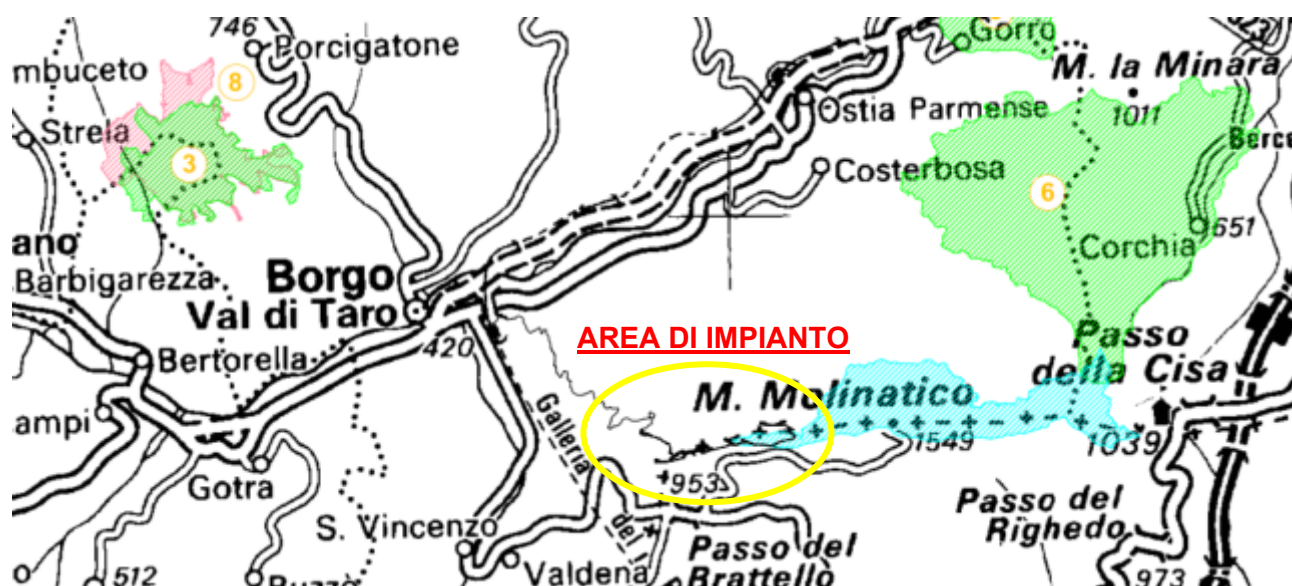 746
Porcigatone
Gorro
mbuceto
8
M. la Minara
Ostia Parmense
1011
Streia
Berce
3
Costerbosa
6
651
ano
Corchia
Barbigarezza
Borgo
Val di Taro
AREA DI IMPIANTO
Passo
della Cisa
420
Bertorella
Galleria
M. Molinatico
ampi
1549
1039
953
Gotra
Passo del
Righedo
S. Vincenzo
del
Passo del
Brattello
Valdena
512
973